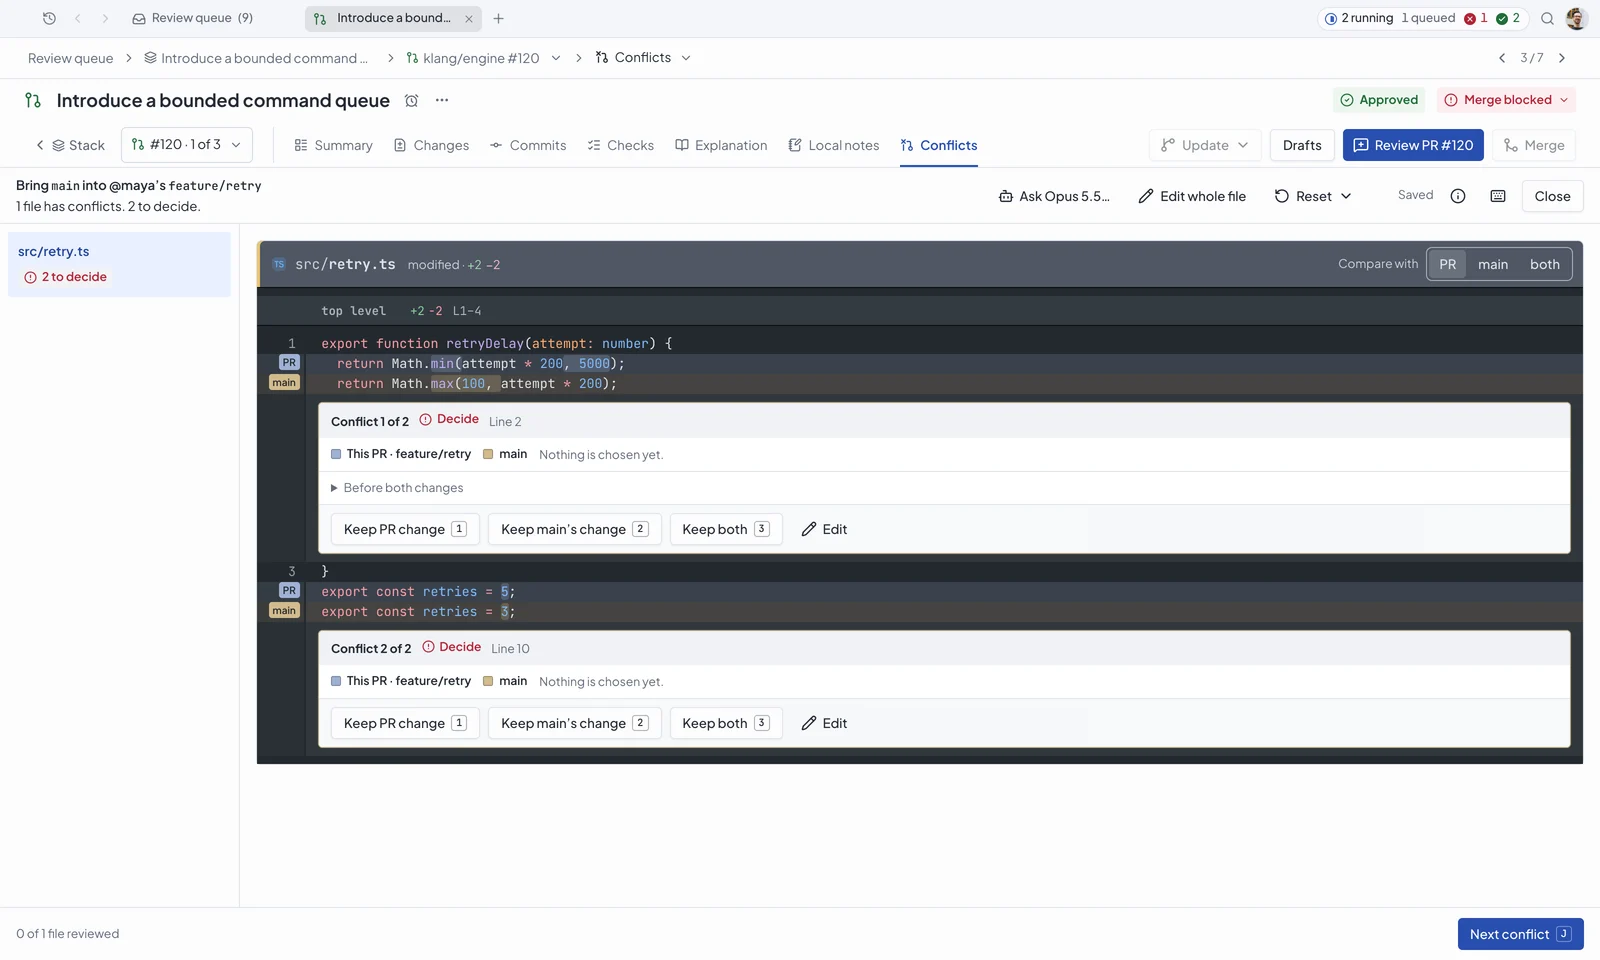 Review queue (9)
Introduce a bound...
2 running 1 queued 1 2
Review queue
Introduce a bounded command ...
klang/engine #120
Conflicts
3 / 7
Introduce a bounded command queue
Approved
Merge blocked
Stack
#120 · 1 of 3
Summary
Changes
Commits
Checks
Explanation
Local notes
Conflicts
Update
Drafts
Review PR #120
Merge
Bring main into @maya's feature/retry
1 file has conflicts. 2 to decide.
Ask Opus 5.5...
Edit whole file
Reset
Saved
Close
src/retry.ts
2 to decide
TS src/retry.ts modified · +2 −2
Compare with PR main both
top level +2 -2 L1–4
1 export function retryDelay(attempt: number) {
PR return Math.min(attempt * 200, 5000);
main return Math.max(100, attempt * 200);
Conflict 1 of 2 Decide Line 2
This PR · feature/retry main Nothing is chosen yet.
Before both changes
Keep PR change 1 Keep main's change 2 Keep both 3 Edit
3 }
PR export const retries = 5;
main export const retries = 3;
Conflict 2 of 2 Decide Line 10
This PR · feature/retry main Nothing is chosen yet.
Keep PR change 1 Keep main's change 2 Keep both 3 Edit
0 of 1 file reviewed
Next conflict J